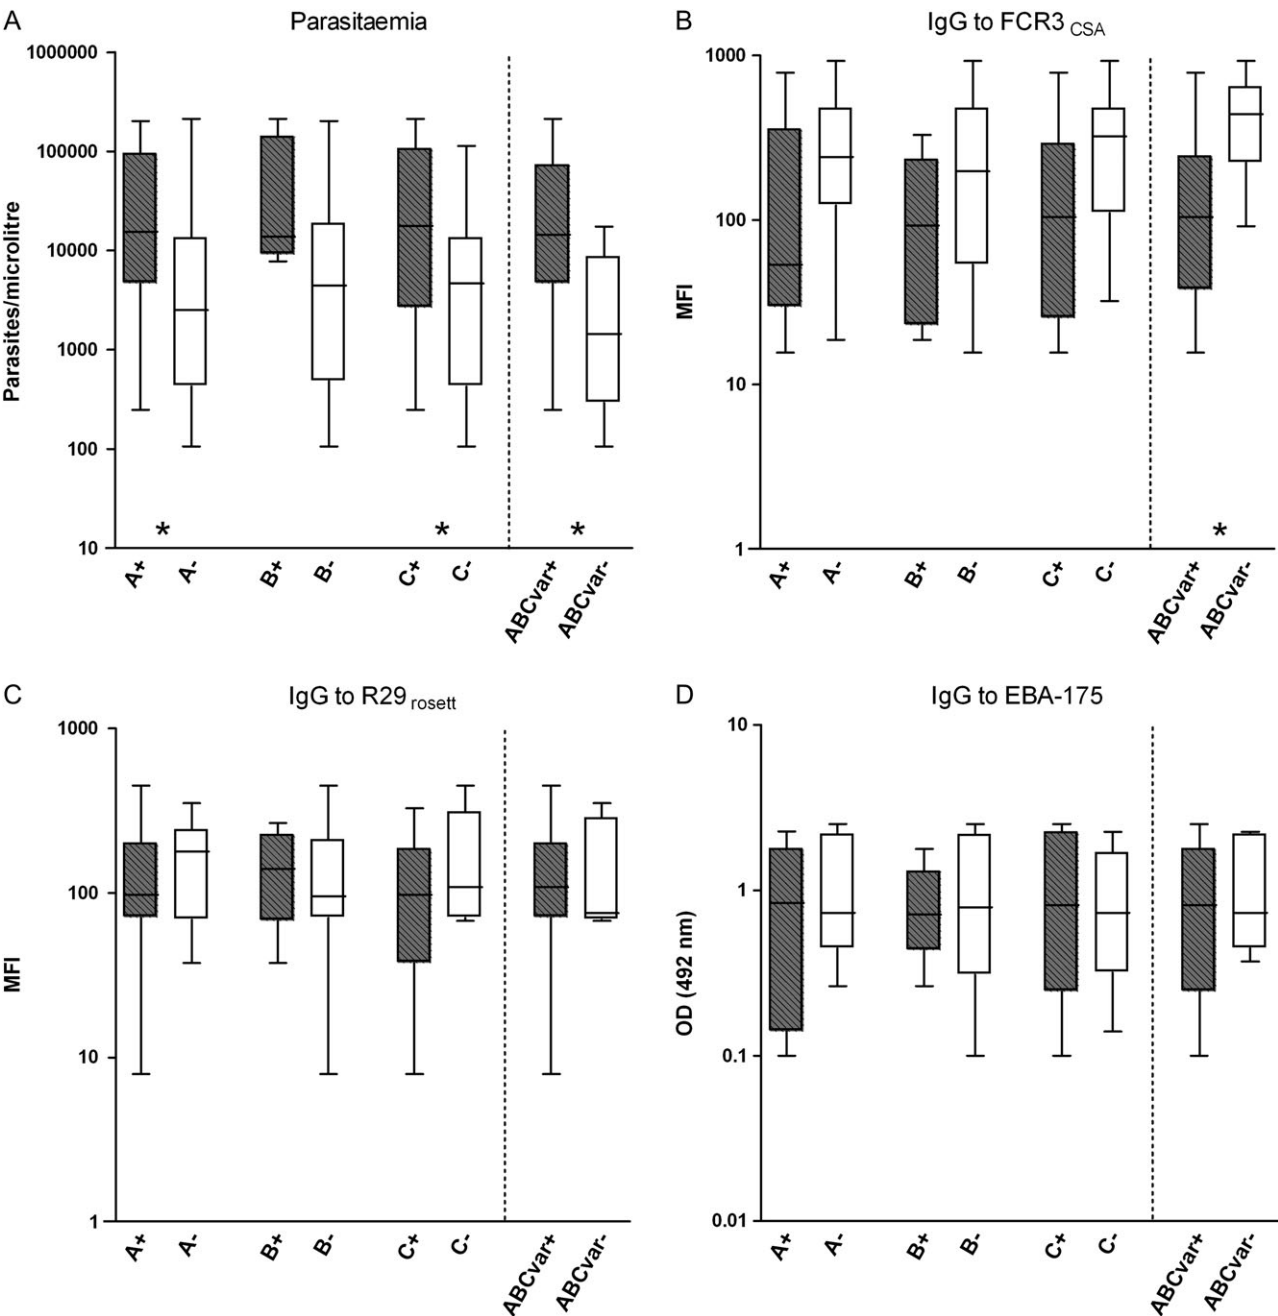 A
Parasitaemia
Parasites/microlitre
1000000
100000
10000
1000
100
10
*
*
*
A+ A- B+ B- C+ C- ABCvar+ ABCvar-
B
IgG to FCR3 CSA
MFI
1000
100
10
1
*
A+ A- B+ B- C+ C- ABCvar+ ABCvar-
C
IgG to R29 rosett
MFI
1000
100
10
1
A+ A- B+ B- C+ C- ABCvar+ ABCvar-
D
IgG to EBA-175
OD (492 nm)
10
1
0.1
0.01
A+ A- B+ B- C+ C- ABCvar+ ABCvar-